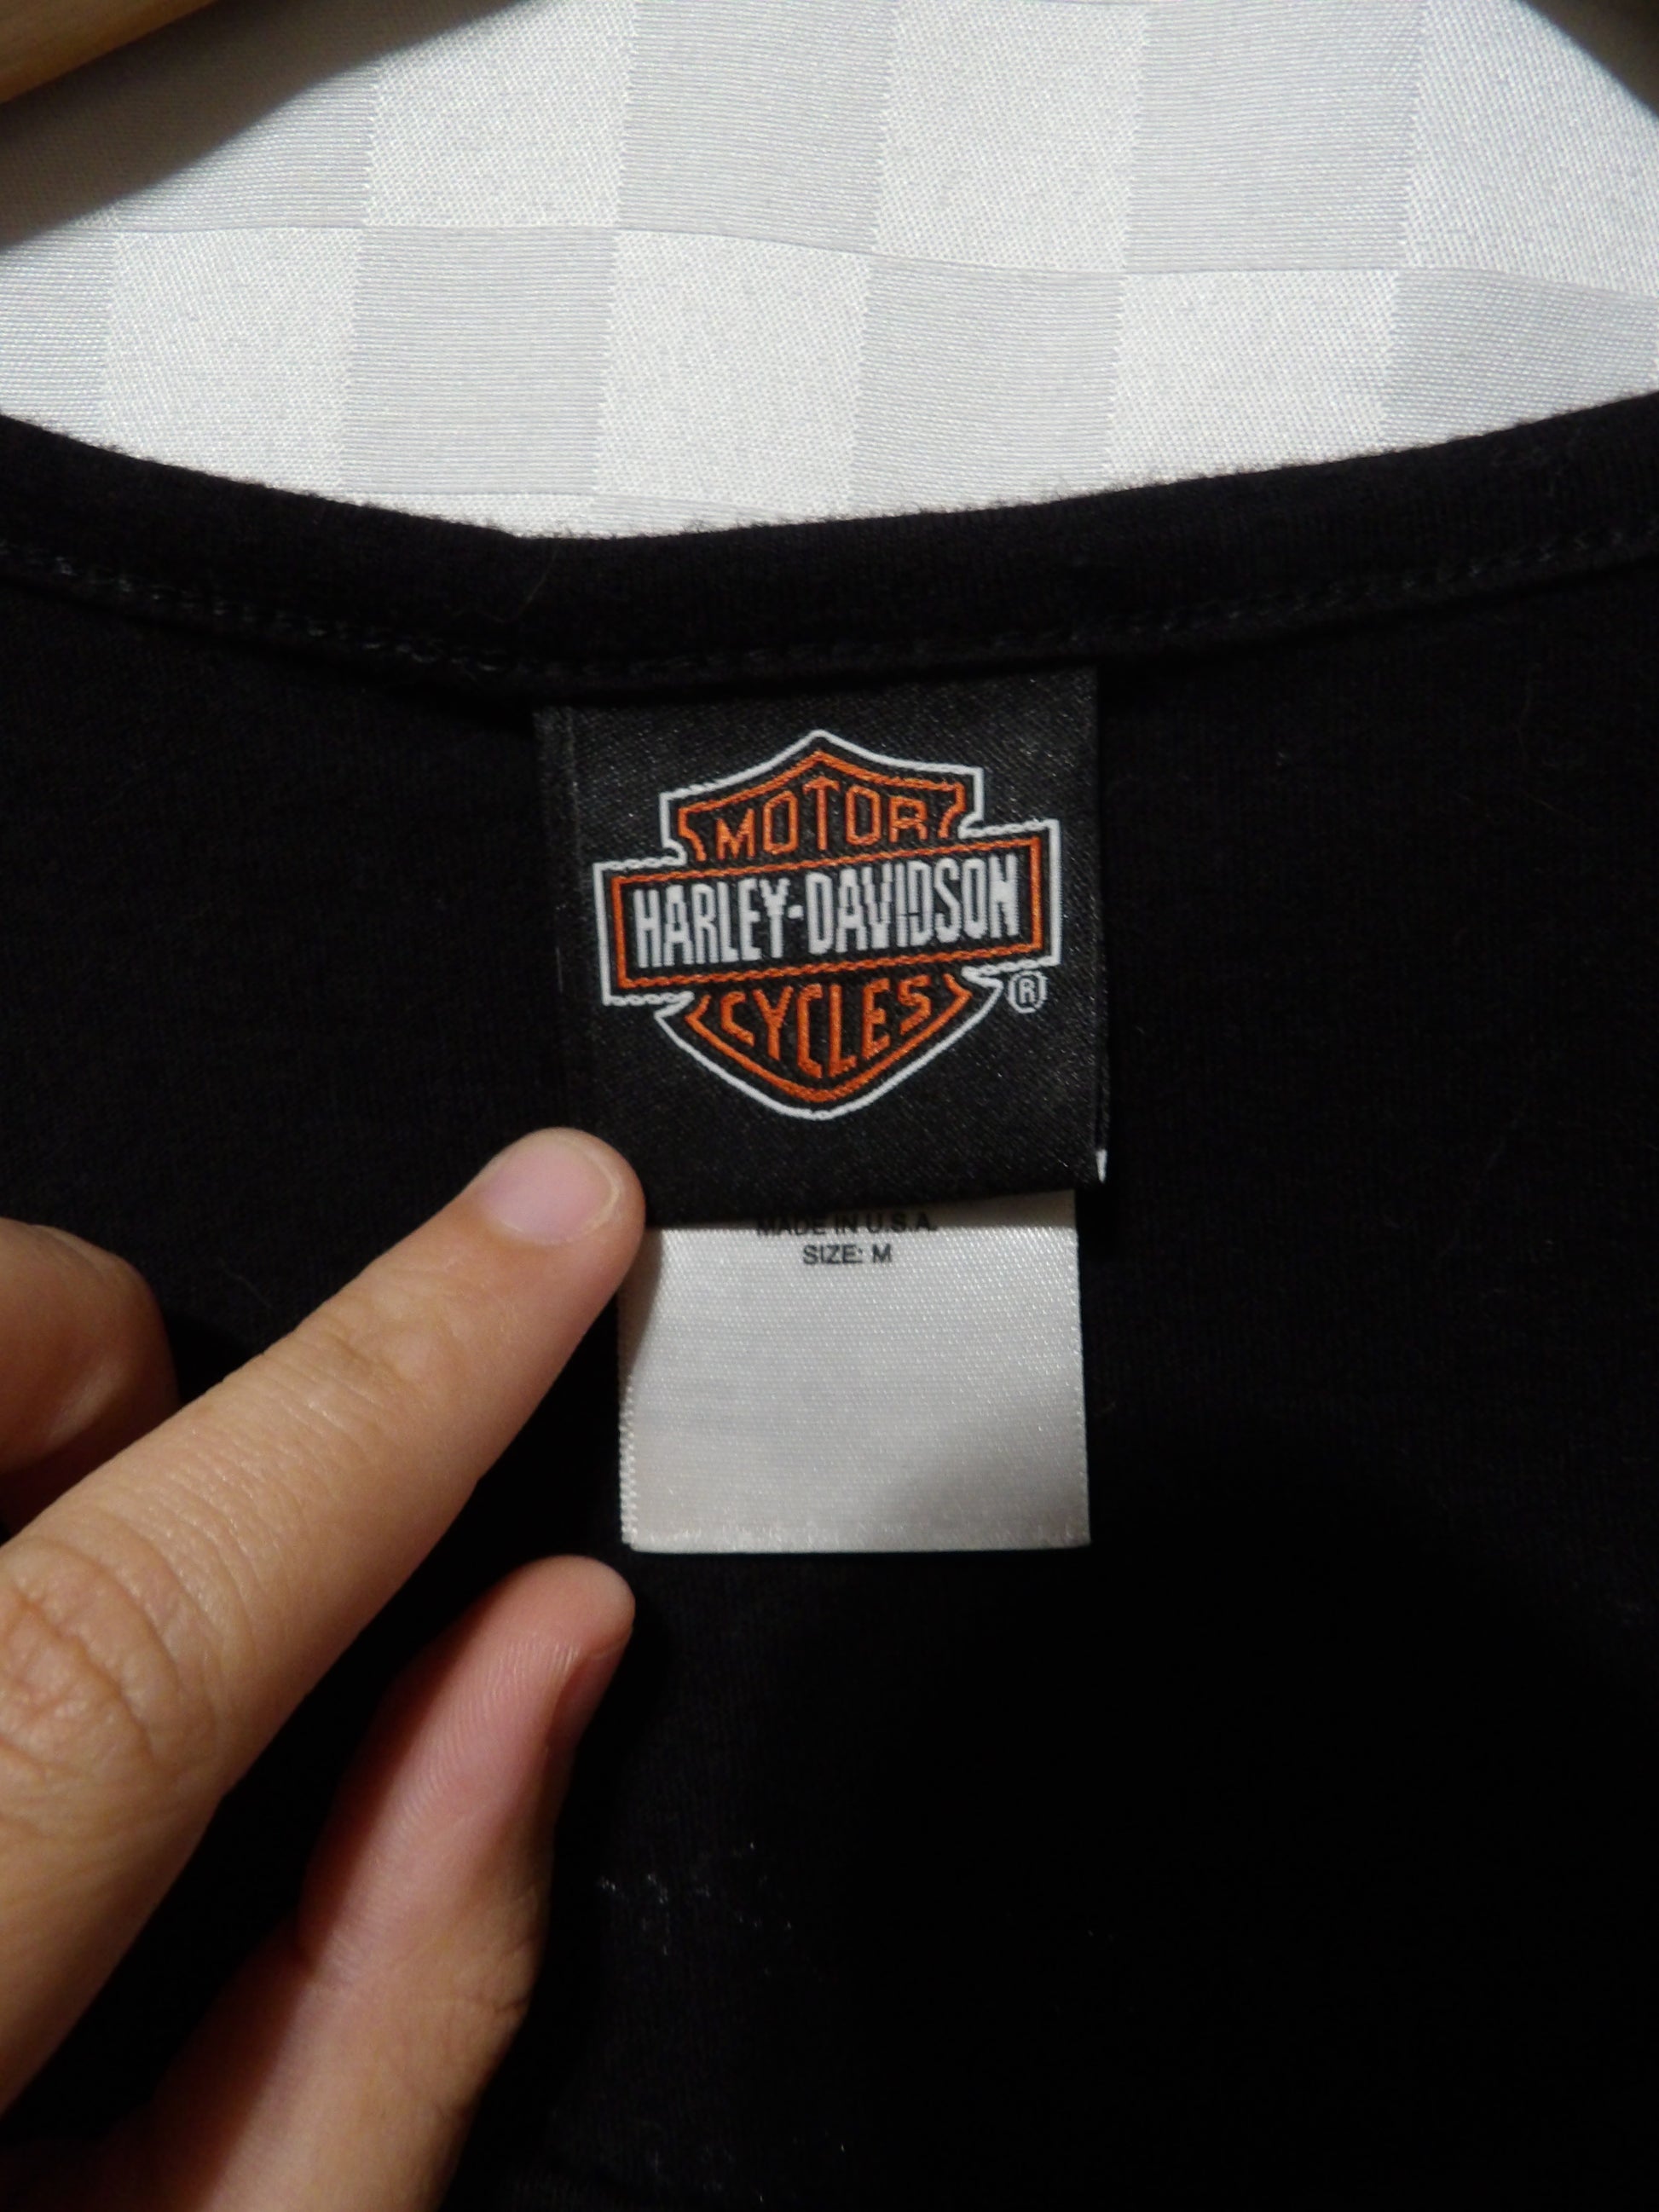 MOTOR
HARLEY-DAVIDSON
CYCLES ®
MADE IN U.S.A.
SIZE: M